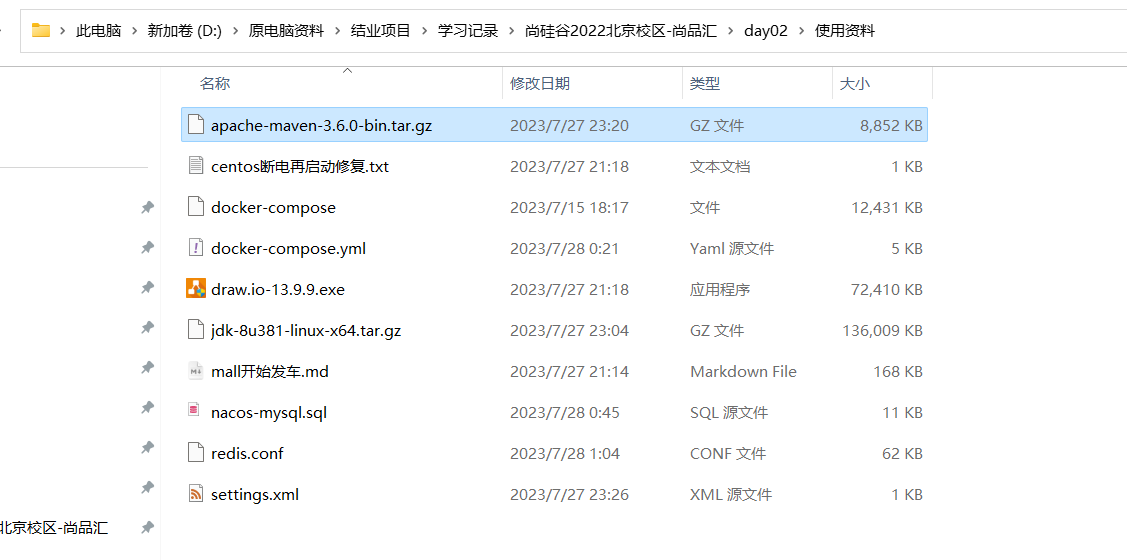 此电脑 › 新加卷 (D:) › 原电脑资料 › 结业项目 › 学习记录 › 尚硅谷2022北京校区-尚品汇 › day02 › 使用资料
名称 修改日期 类型 大小
apache-maven-3.6.0-bin.tar.gz 2023/7/27 23:20 GZ 文件 8,852 KB
centos断电再启动修复.txt 2023/7/27 21:18 文本文档 1 KB
docker-compose 2023/7/15 18:17 文件 12,431 KB
docker-compose.yml 2023/7/28 0:21 Yaml 源文件 5 KB
draw.io-13.9.9.exe 2023/7/27 21:18 应用程序 72,410 KB
jdk-8u381-linux-x64.tar.gz 2023/7/27 23:04 GZ 文件 136,009 KB
mall开始发车.md 2023/7/27 21:14 Markdown File 168 KB
nacos-mysql.sql 2023/7/28 0:45 SQL 源文件 11 KB
redis.conf 2023/7/28 1:04 CONF 文件 62 KB
settings.xml 2023/7/27 23:26 XML 源文件 1 KB
北京校区-尚品汇